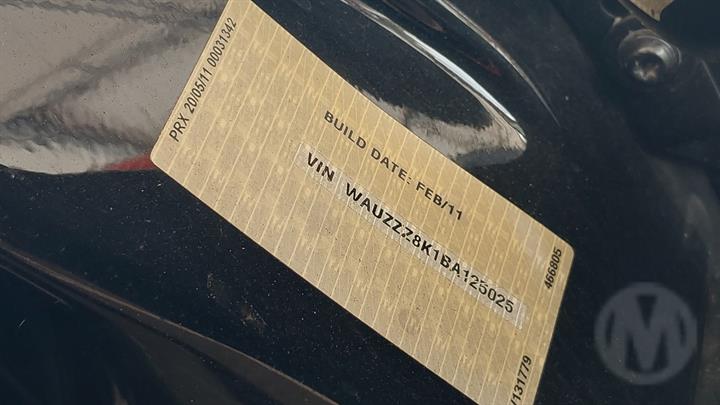 PRX 20/05/11 00031342
BUILD DATE: FEB/11
VIN WAUZZZ8K1BA125025
466805
/131779
M